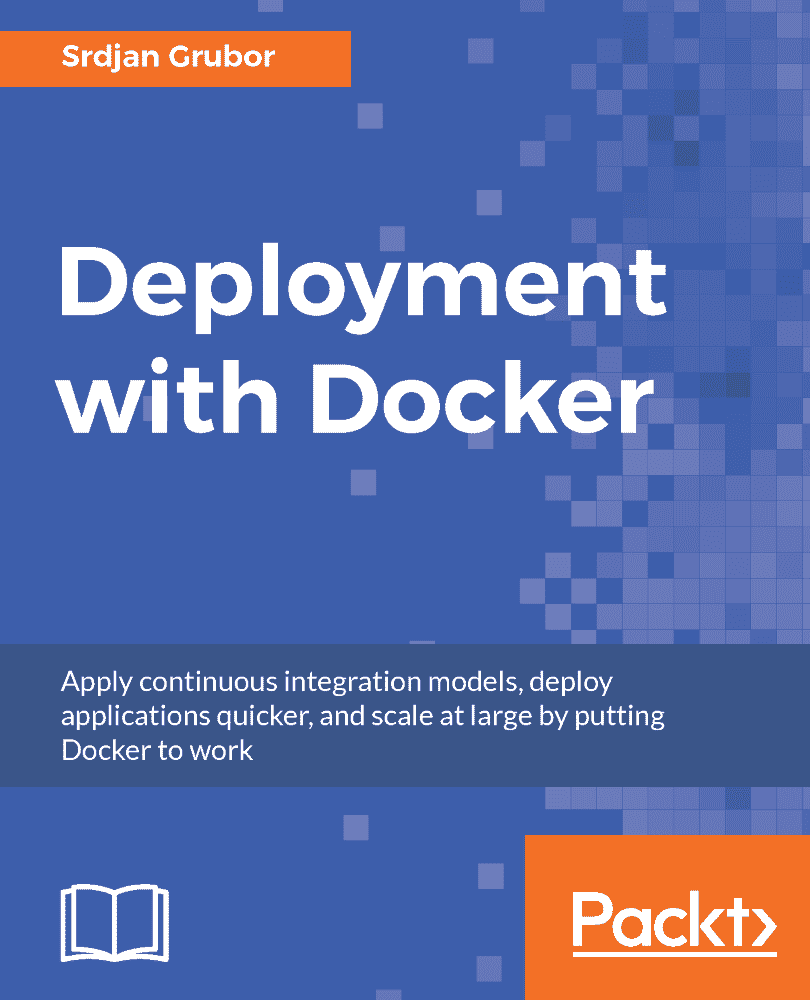 Srdjan Grubor
Deployment
with Docker
Apply continuous integration models, deploy
applications quicker, and scale at large by putting
Docker to work
Packt>